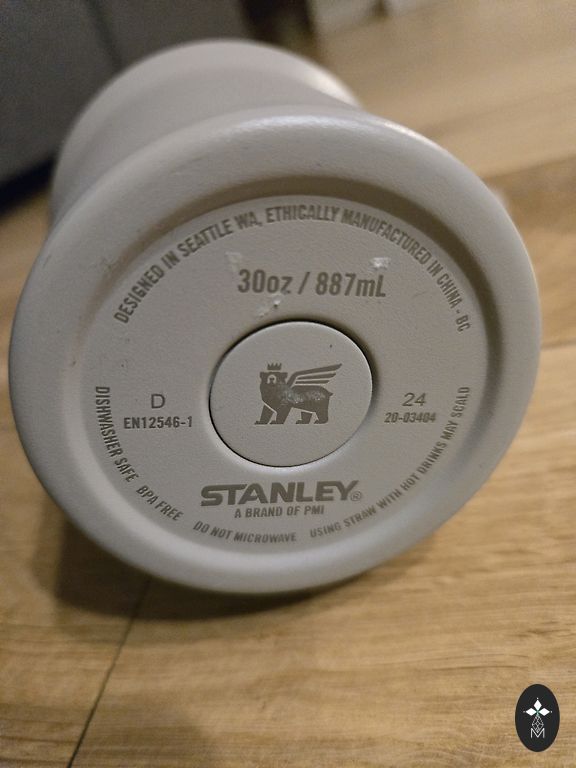 DESIGNED IN SEATTLE WA, ETHICALLY MANUFACTURED IN CHINA - BC
30oz / 887mL
D
EN12546-1
24
20-03404
STANLEY®
A BRAND OF PMI
DISHWASHER SAFE BPA FREE DO NOT MICROWAVE USING STRAW WITH HOT DRINKS MAY SCALD
M